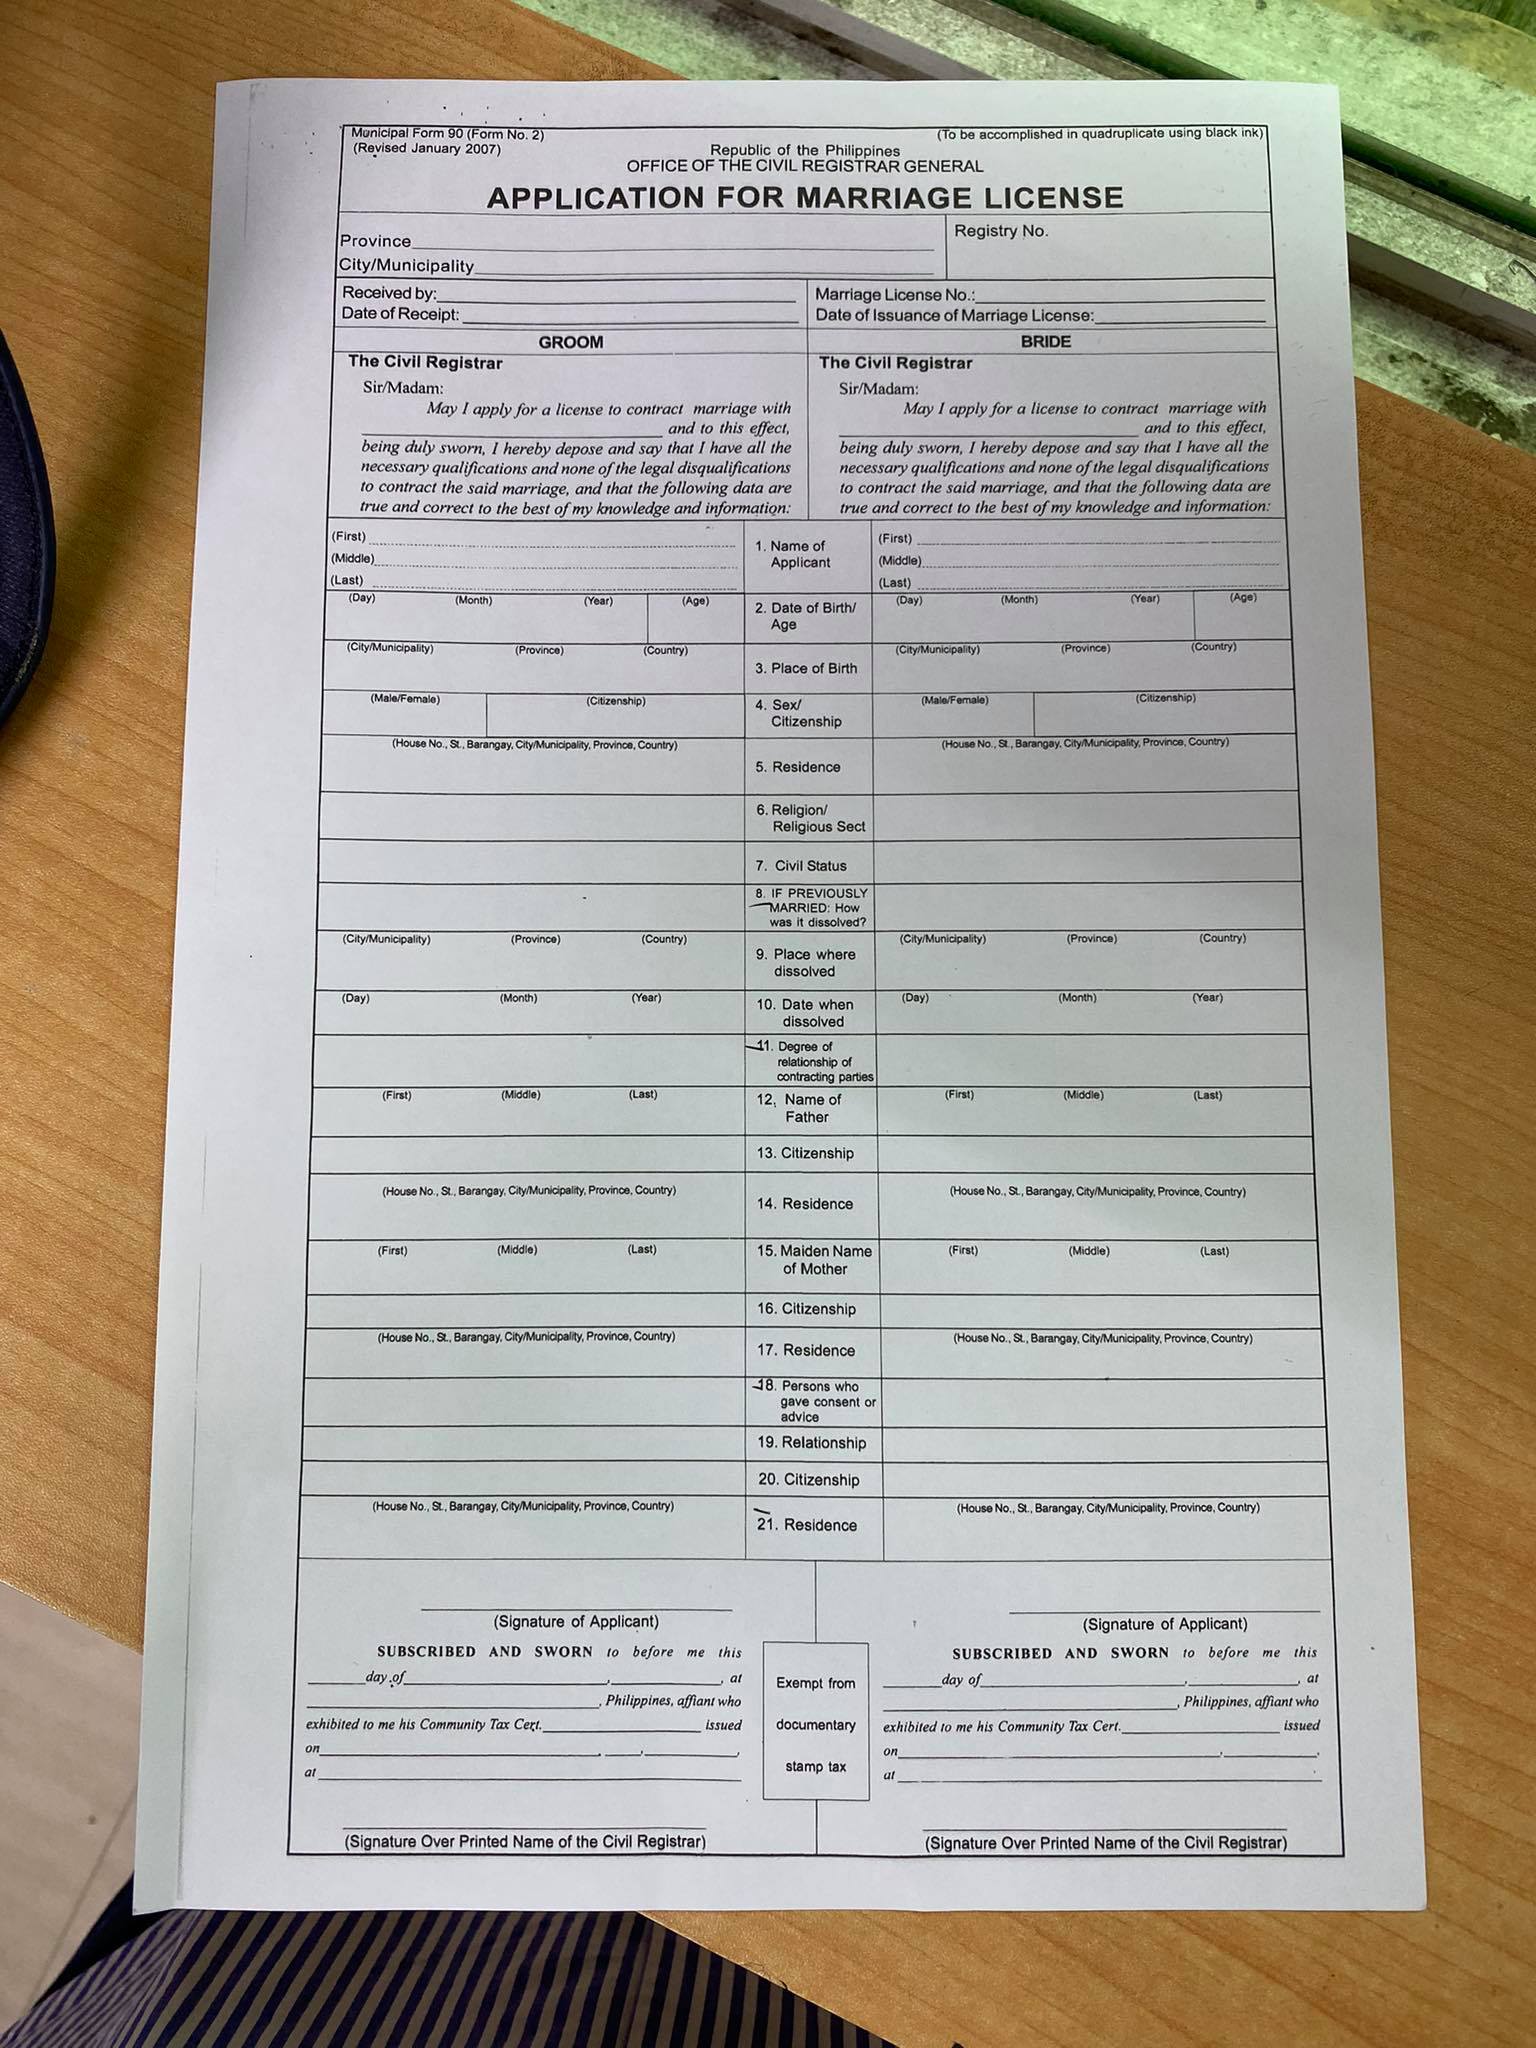 Municipal Form 90 (Form No. 2) (To be accomplished in quadruplicate using black ink)
(Revised January 2007) Republic of the Philippines
OFFICE OF THE CIVIL REGISTRAR GENERAL
APPLICATION FOR MARRIAGE LICENSE
Province Registry No.
City/Municipality
Received by: Marriage License No.:
Date of Receipt: Date of Issuance of Marriage License:
GROOM BRIDE
The Civil Registrar The Civil Registrar
Sir/Madam: Sir/Madam:
May I apply for a license to contract marriage with May I apply for a license to contract marriage with
and to this effect, and to this effect,
being duly sworn, I hereby depose and say that I have all the being duly sworn, I hereby depose and say that I have all the
necessary qualifications and none of the legal disqualifications necessary qualifications and none of the legal disqualifications
to contract the said marriage, and that the following data are to contract the said marriage, and that the following data are
true and correct to the best of my knowledge and information: true and correct to the best of my knowledge and information:
(First) 1. Name of (First)
(Middle) Applicant (Middle)
(Last) (Last)
(Day) (Month) (Year) (Age) 2. Date of Birth/ (Day) (Month) (Year) (Age)
Age
(City/Municipality) (Province) (Country) 3. Place of Birth (City/Municipality) (Province) (Country)
(Male/Female) (Citizenship) 4. Sex/ (Male/Female) (Citizenship)
Citizenship
(House No., St., Barangay, City/Municipality, Province, Country) (House No., St., Barangay, City/Municipality, Province, Country)
5. Residence
6. Religion/
Religious Sect
7. Civil Status
8. IF PREVIOUSLY
MARRIED: How
was it dissolved?
(City/Municipality) (Province) (Country) 9. Place where (City/Municipality) (Province) (Country)
dissolved
(Day) (Month) (Year) 10. Date when (Day) (Month) (Year)
dissolved
11. Degree of
relationship of
contracting parties
(First) (Middle) (Last) 12. Name of (First) (Middle) (Last)
Father
13. Citizenship
(House No., St., Barangay, City/Municipality, Province, Country) 14. Residence (House No., St., Barangay, City/Municipality, Province, Country)
(First) (Middle) (Last) 15. Maiden Name (First) (Middle) (Last)
of Mother
16. Citizenship
(House No., St., Barangay, City/Municipality, Province, Country) 17. Residence (House No., St., Barangay, City/Municipality, Province, Country)
18. Persons who
gave consent or
advice
19. Relationship
20. Citizenship
(House No., St., Barangay, City/Municipality, Province, Country) 21. Residence (House No., St., Barangay, City/Municipality, Province, Country)
(Signature of Applicant) (Signature of Applicant)
SUBSCRIBED AND SWORN to before me this SUBSCRIBED AND SWORN to before me this
day of , , at Exempt from day of , , at
, Philippines, affiant who , Philippines, affiant who
exhibited to me his Community Tax Cert. issued documentary exhibited to me his Community Tax Cert. issued
on on
at stamp tax at
(Signature Over Printed Name of the Civil Registrar) (Signature Over Printed Name of the Civil Registrar)